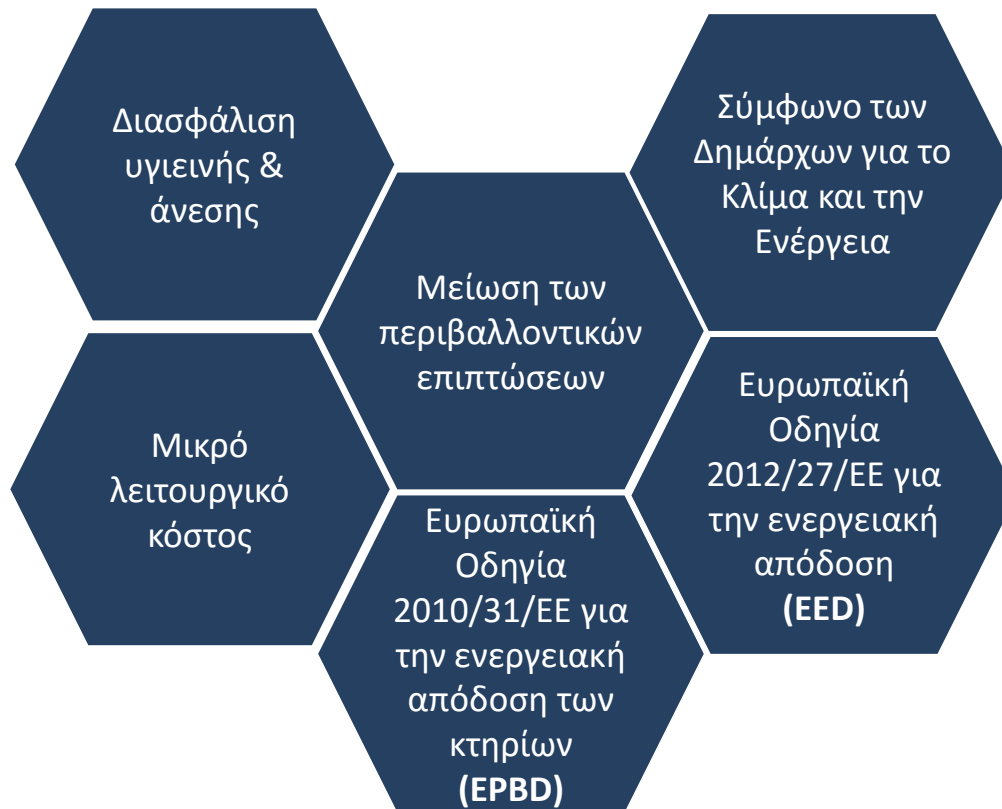 Διασφάλιση
υγιεινής &
άνεσης
Σύμφωνο των
Δημάρχων για το
Κλίμα και την
Ενέργεια
Μείωση των
περιβαλλοντικών
επιπτώσεων
Μικρό
λειτουργικό
κόστος
Ευρωπαϊκή
Οδηγία
2012/27/ΕΕ για
την ενεργειακή
απόδοση
(EED)
Ευρωπαϊκή
Οδηγία
2010/31/ΕΕ για
την ενεργειακή
απόδοση των
κτηρίων
(EPBD)